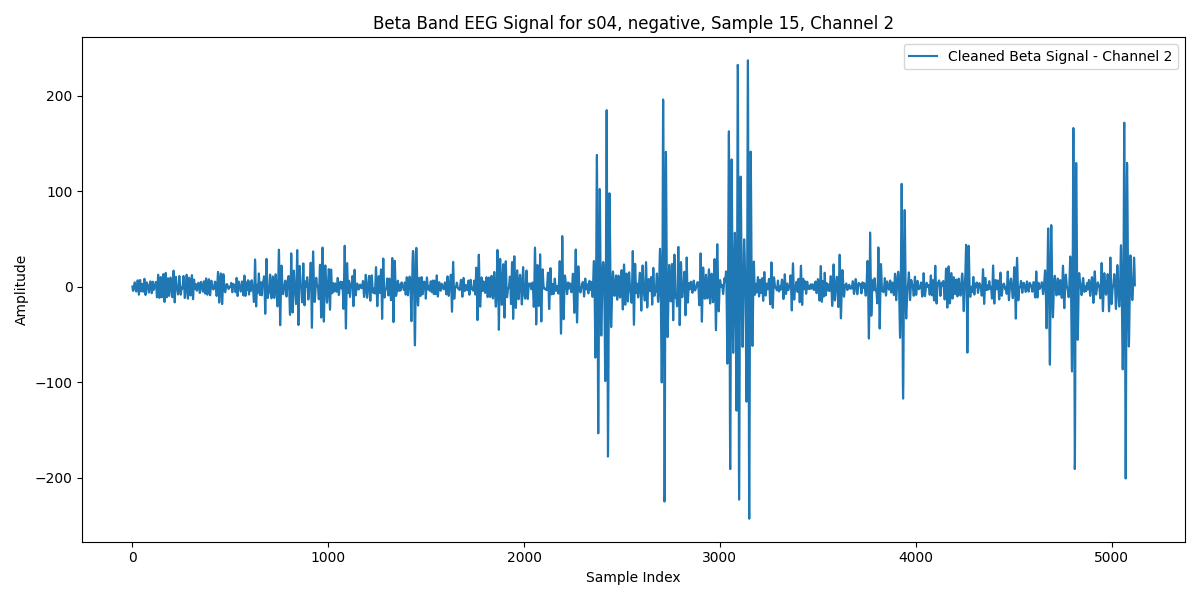 Beta Band EEG Signal for s04, negative, Sample 15, Channel 2
Cleaned Beta Signal - Channel 2
Amplitude
200
100
0
−100
−200
0 1000 2000 3000 4000 5000
Sample Index